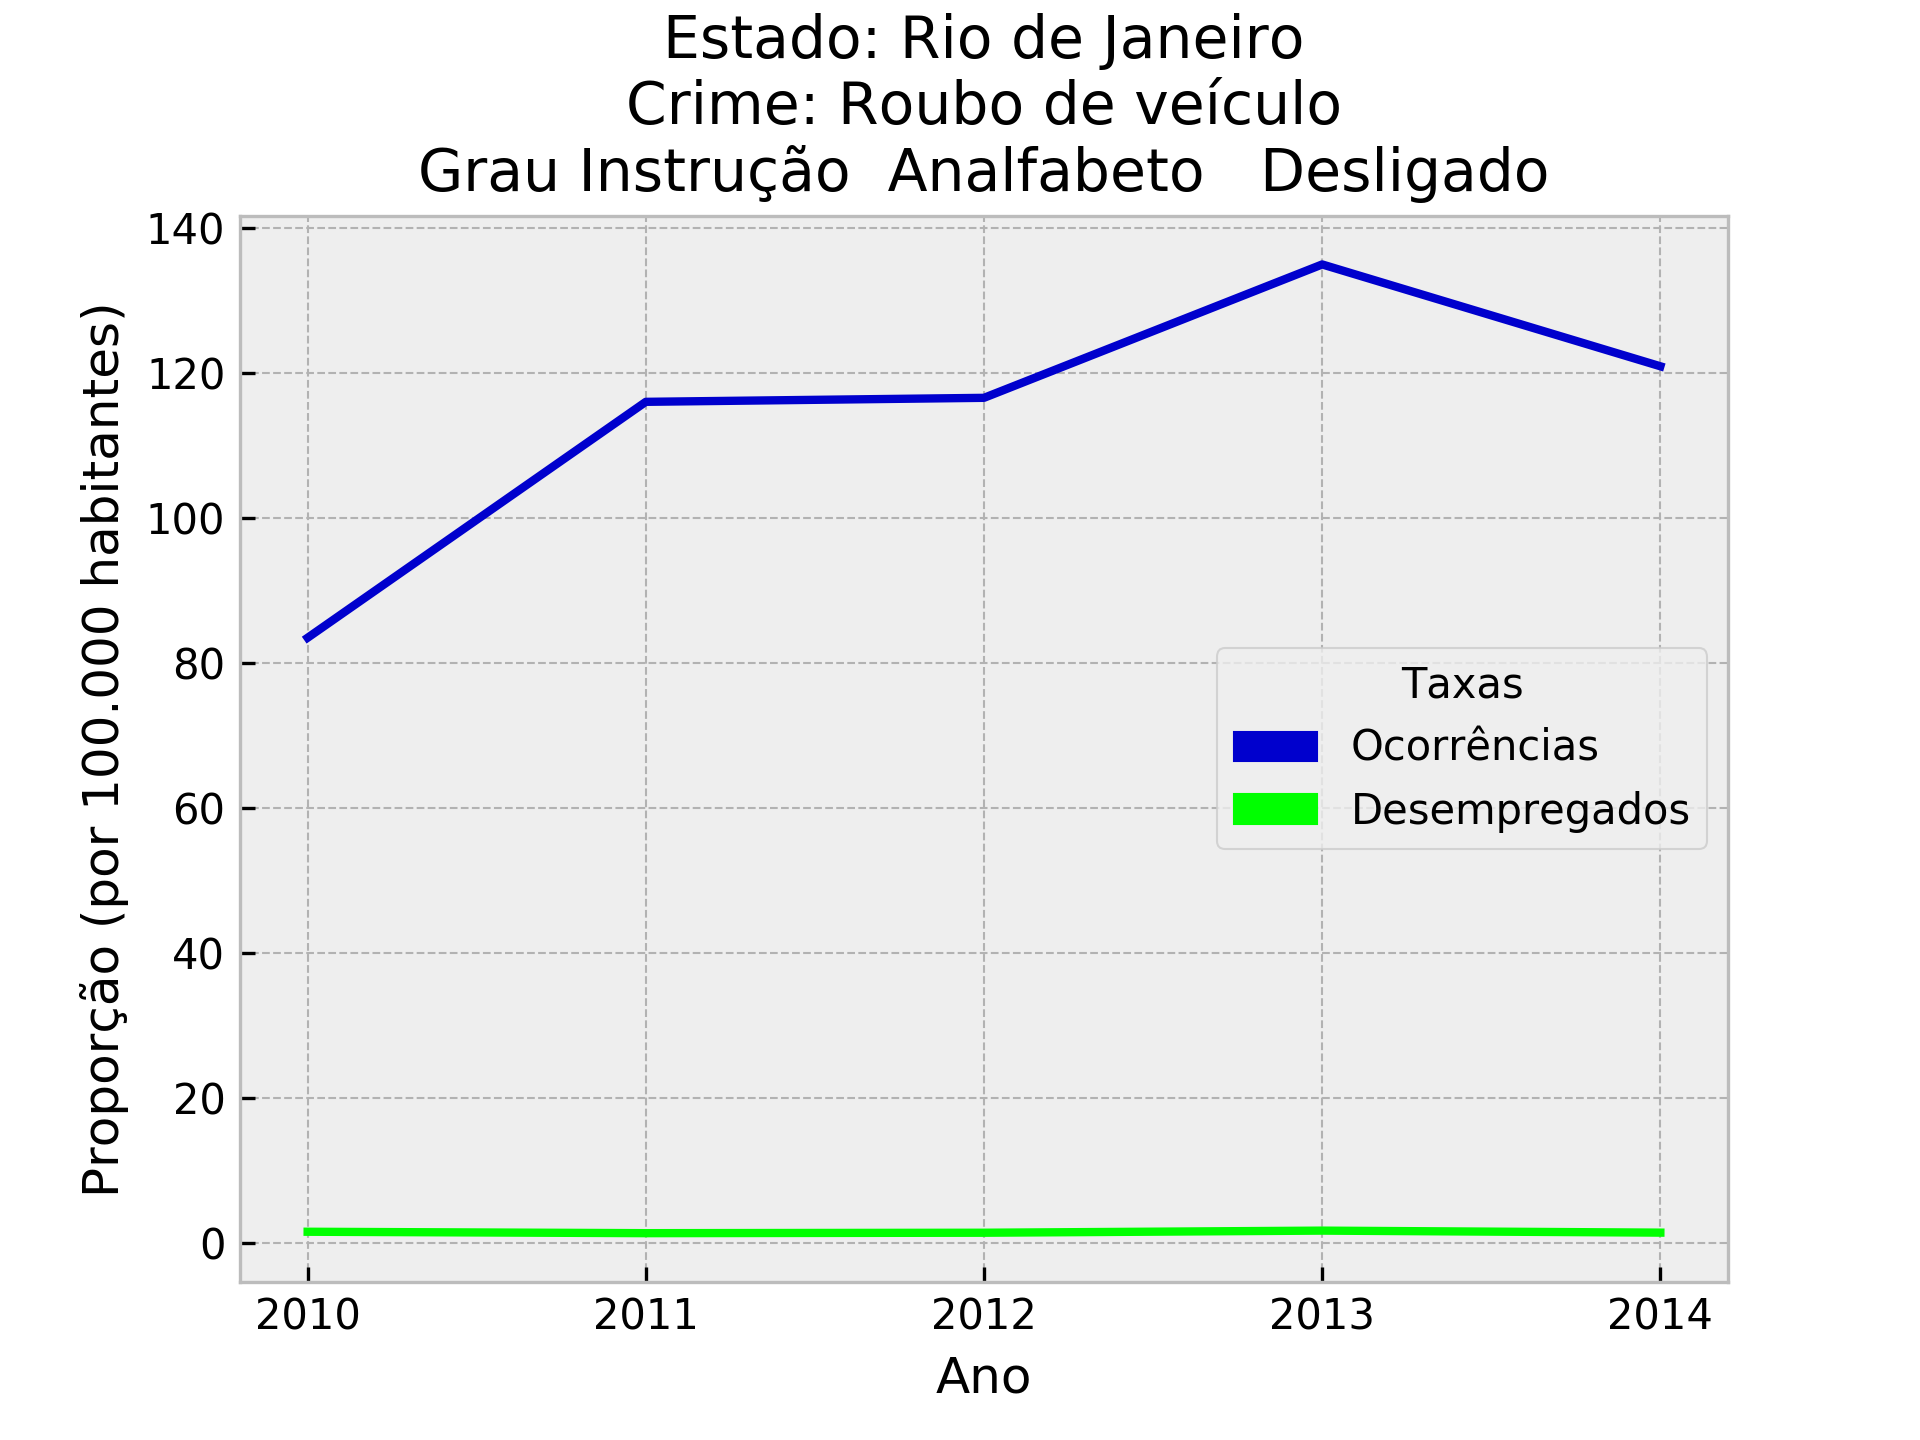 Estado: Rio de Janeiro
Crime: Roubo de veículo
Grau Instrução  Analfabeto   Desligado
Proporção (por 100.000 habitantes)
140
120
100
80
60
40
20
0
Taxas
Ocorrências
Desempregados
2010 2011 2012 2013 2014
Ano